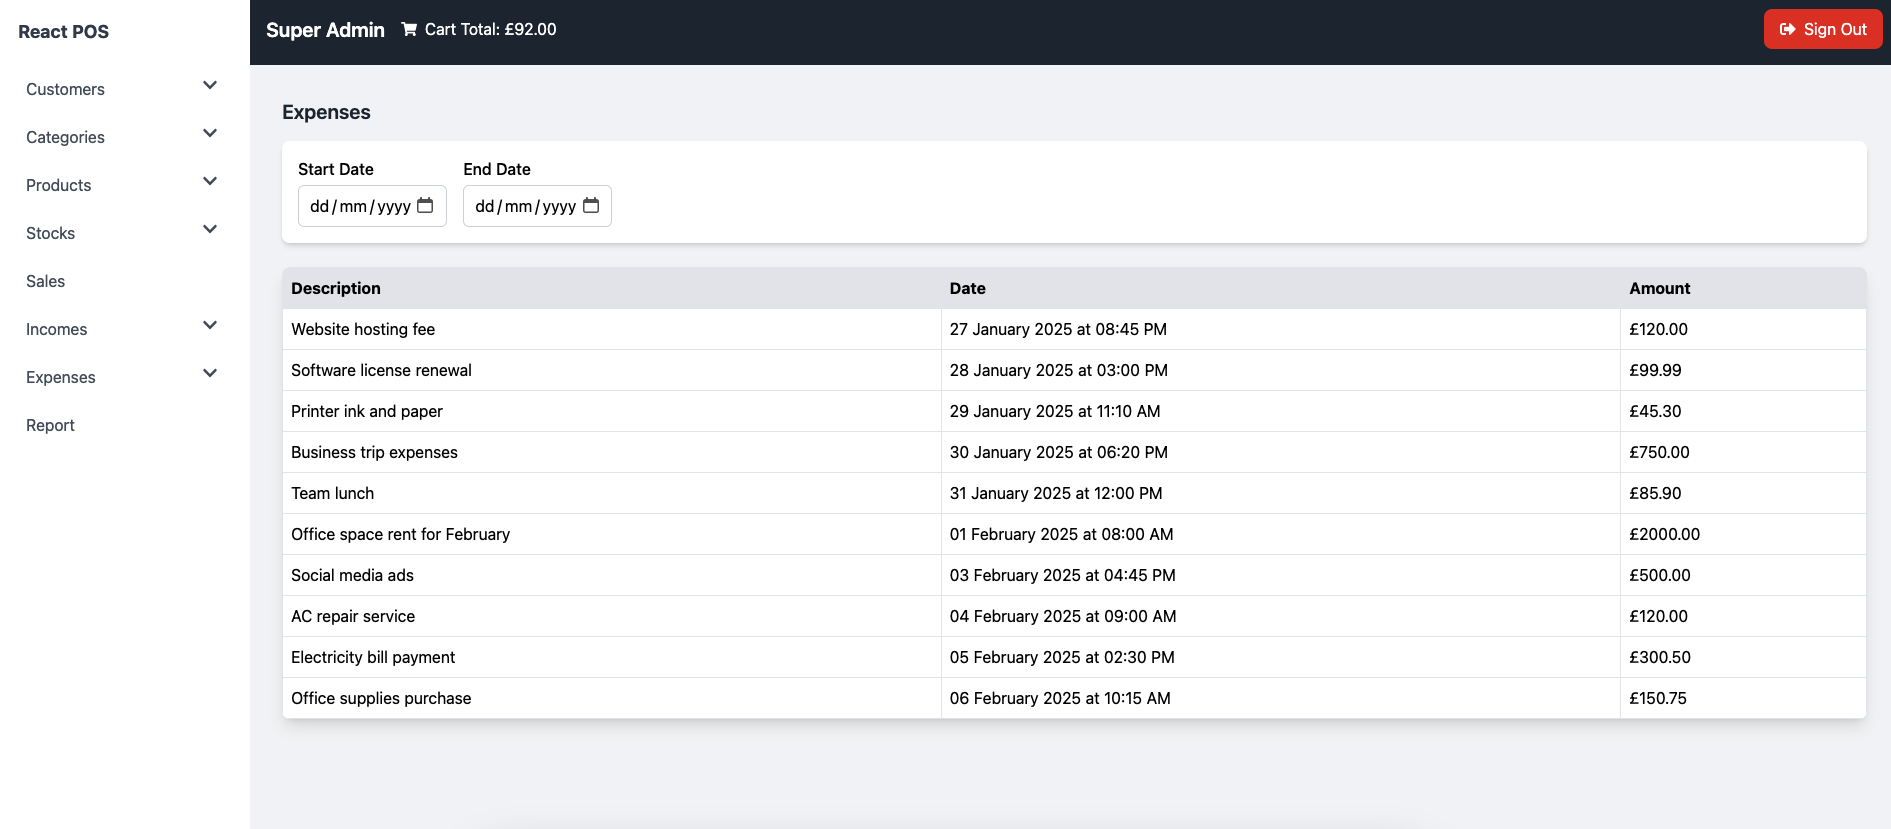 React POS
Customers
Categories
Products
Stocks
Sales
Incomes
Expenses
Report
Super Admin Cart Total: £92.00 Sign Out
Expenses
Start Date End Date
dd/mm/yyyy dd/mm/yyyy
Description Date Amount
Website hosting fee 27 January 2025 at 08:45 PM £120.00
Software license renewal 28 January 2025 at 03:00 PM £99.99
Printer ink and paper 29 January 2025 at 11:10 AM £45.30
Business trip expenses 30 January 2025 at 06:20 PM £750.00
Team lunch 31 January 2025 at 12:00 PM £85.90
Office space rent for February 01 February 2025 at 08:00 AM £2000.00
Social media ads 03 February 2025 at 04:45 PM £500.00
AC repair service 04 February 2025 at 09:00 AM £120.00
Electricity bill payment 05 February 2025 at 02:30 PM £300.50
Office supplies purchase 06 February 2025 at 10:15 AM £150.75